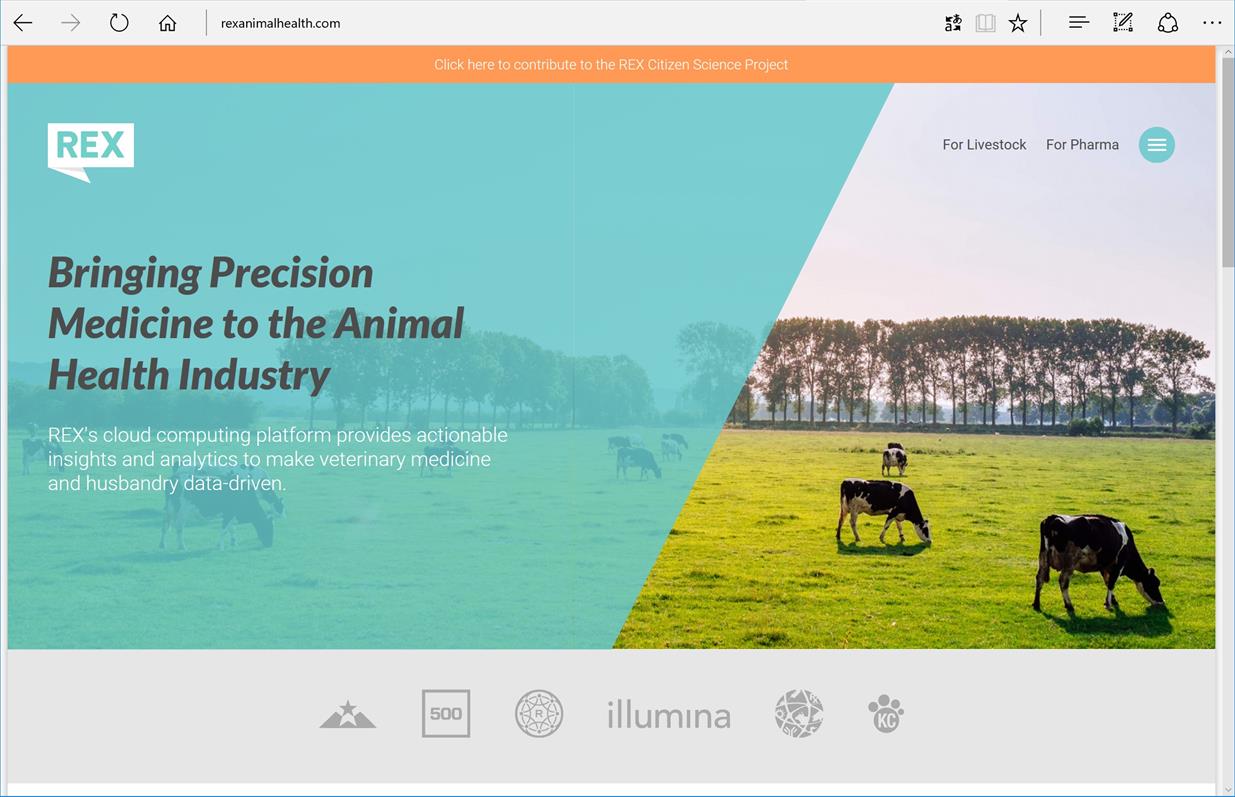 rexanimalhealth.com
Click here to contribute to the REX Citizen Science Project
REX
For Livestock For Pharma
Bringing Precision
Medicine to the Animal
Health Industry
REX's cloud computing platform provides actionable
insights and analytics to make veterinary medicine
and husbandry data-driven.
500
R
illumına
KC